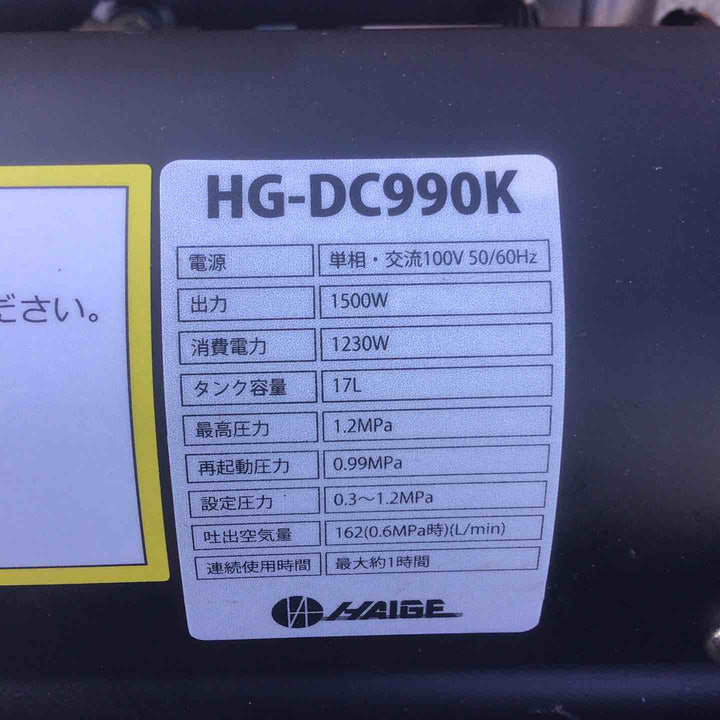 HG-DC990K
電源 単相・交流100V 50/60Hz
出力 1500W
消費電力 1230W
タンク容量 17L
最高圧力 1.2MPa
再起動圧力 0.99MPa
設定圧力 0.3～1.2MPa
吐出空気量 162(0.6MPa時)(L/min)
連続使用時間 最大約1時間
HAIGE
ださい。